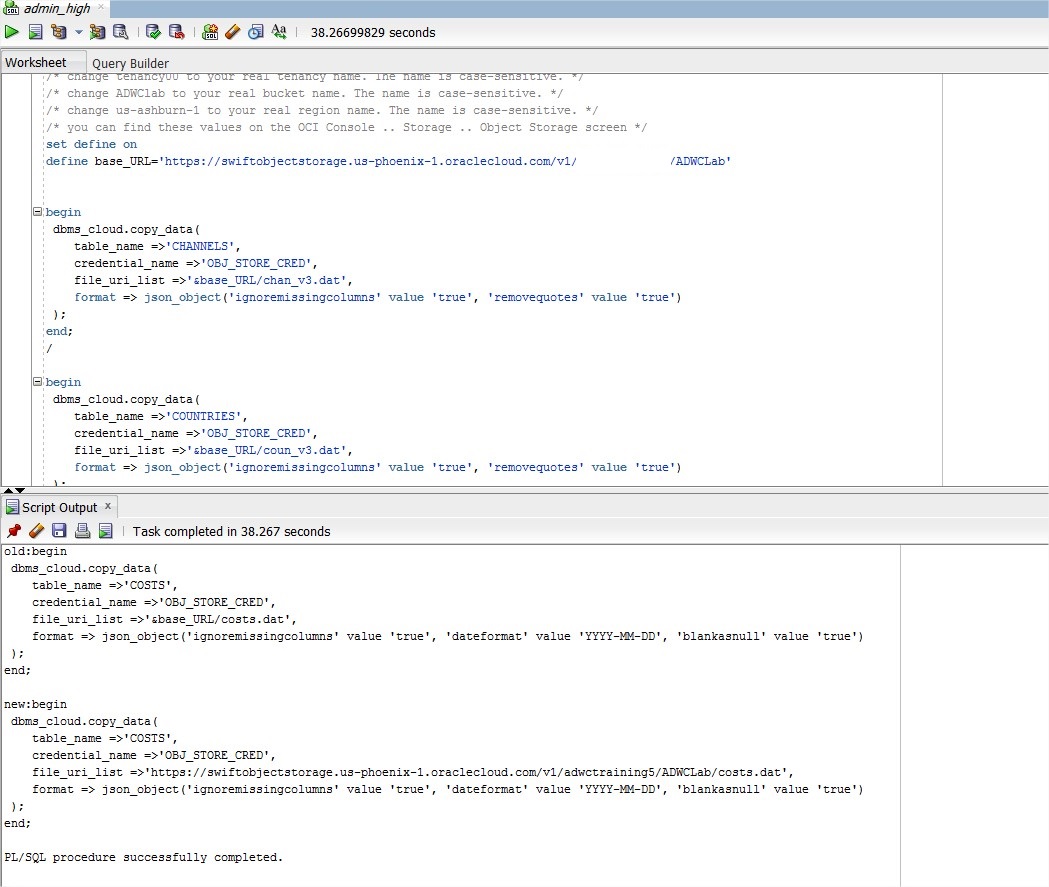 admin_high
38.26699829 seconds
Worksheet Query Builder
/* change tenancy00 to your real tenancy name. The name is case-sensitive. */
/* change ADWClab to your real bucket name. The name is case-sensitive. */
/* change us-ashburn-1 to your real region name. The name is case-sensitive. */
/* you can find these values on the OCI Console .. Storage .. Object Storage screen */
set define on
define base_URL='https://swiftobjectstorage.us-phoenix-1.oraclecloud.com/v1/ /ADWCLab'
begin
dbms_cloud.copy_data(
table_name =>'CHANNELS',
credential_name =>'OBJ_STORE_CRED',
file_uri_list =>'&base_URL/chan_v3.dat',
format => json_object('ignoremissingcolumns' value 'true', 'removequotes' value 'true')
);
end;
/
begin
dbms_cloud.copy_data(
table_name =>'COUNTRIES',
credential_name =>'OBJ_STORE_CRED',
file_uri_list =>'&base_URL/coun_v3.dat',
format => json_object('ignoremissingcolumns' value 'true', 'removequotes' value 'true')
);
Script Output x
Task completed in 38.267 seconds
old:begin
dbms_cloud.copy_data(
table_name =>'COSTS',
credential_name =>'OBJ_STORE_CRED',
file_uri_list =>'&base_URL/costs.dat',
format => json_object('ignoremissingcolumns' value 'true', 'dateformat' value 'YYYY-MM-DD', 'blankasnull' value 'true')
);
end;
new:begin
dbms_cloud.copy_data(
table_name =>'COSTS',
credential_name =>'OBJ_STORE_CRED',
file_uri_list =>'https://swiftobjectstorage.us-phoenix-1.oraclecloud.com/v1/adwctraining5/ADWCLab/costs.dat',
format => json_object('ignoremissingcolumns' value 'true', 'dateformat' value 'YYYY-MM-DD', 'blankasnull' value 'true')
);
end;
PL/SQL procedure successfully completed.